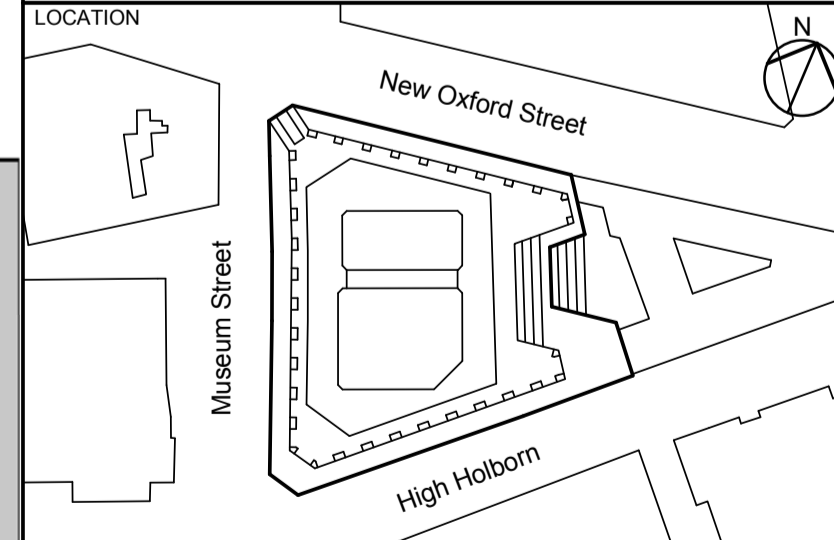 LOCATION
N
New Oxford Street
Museum Street
High Holborn